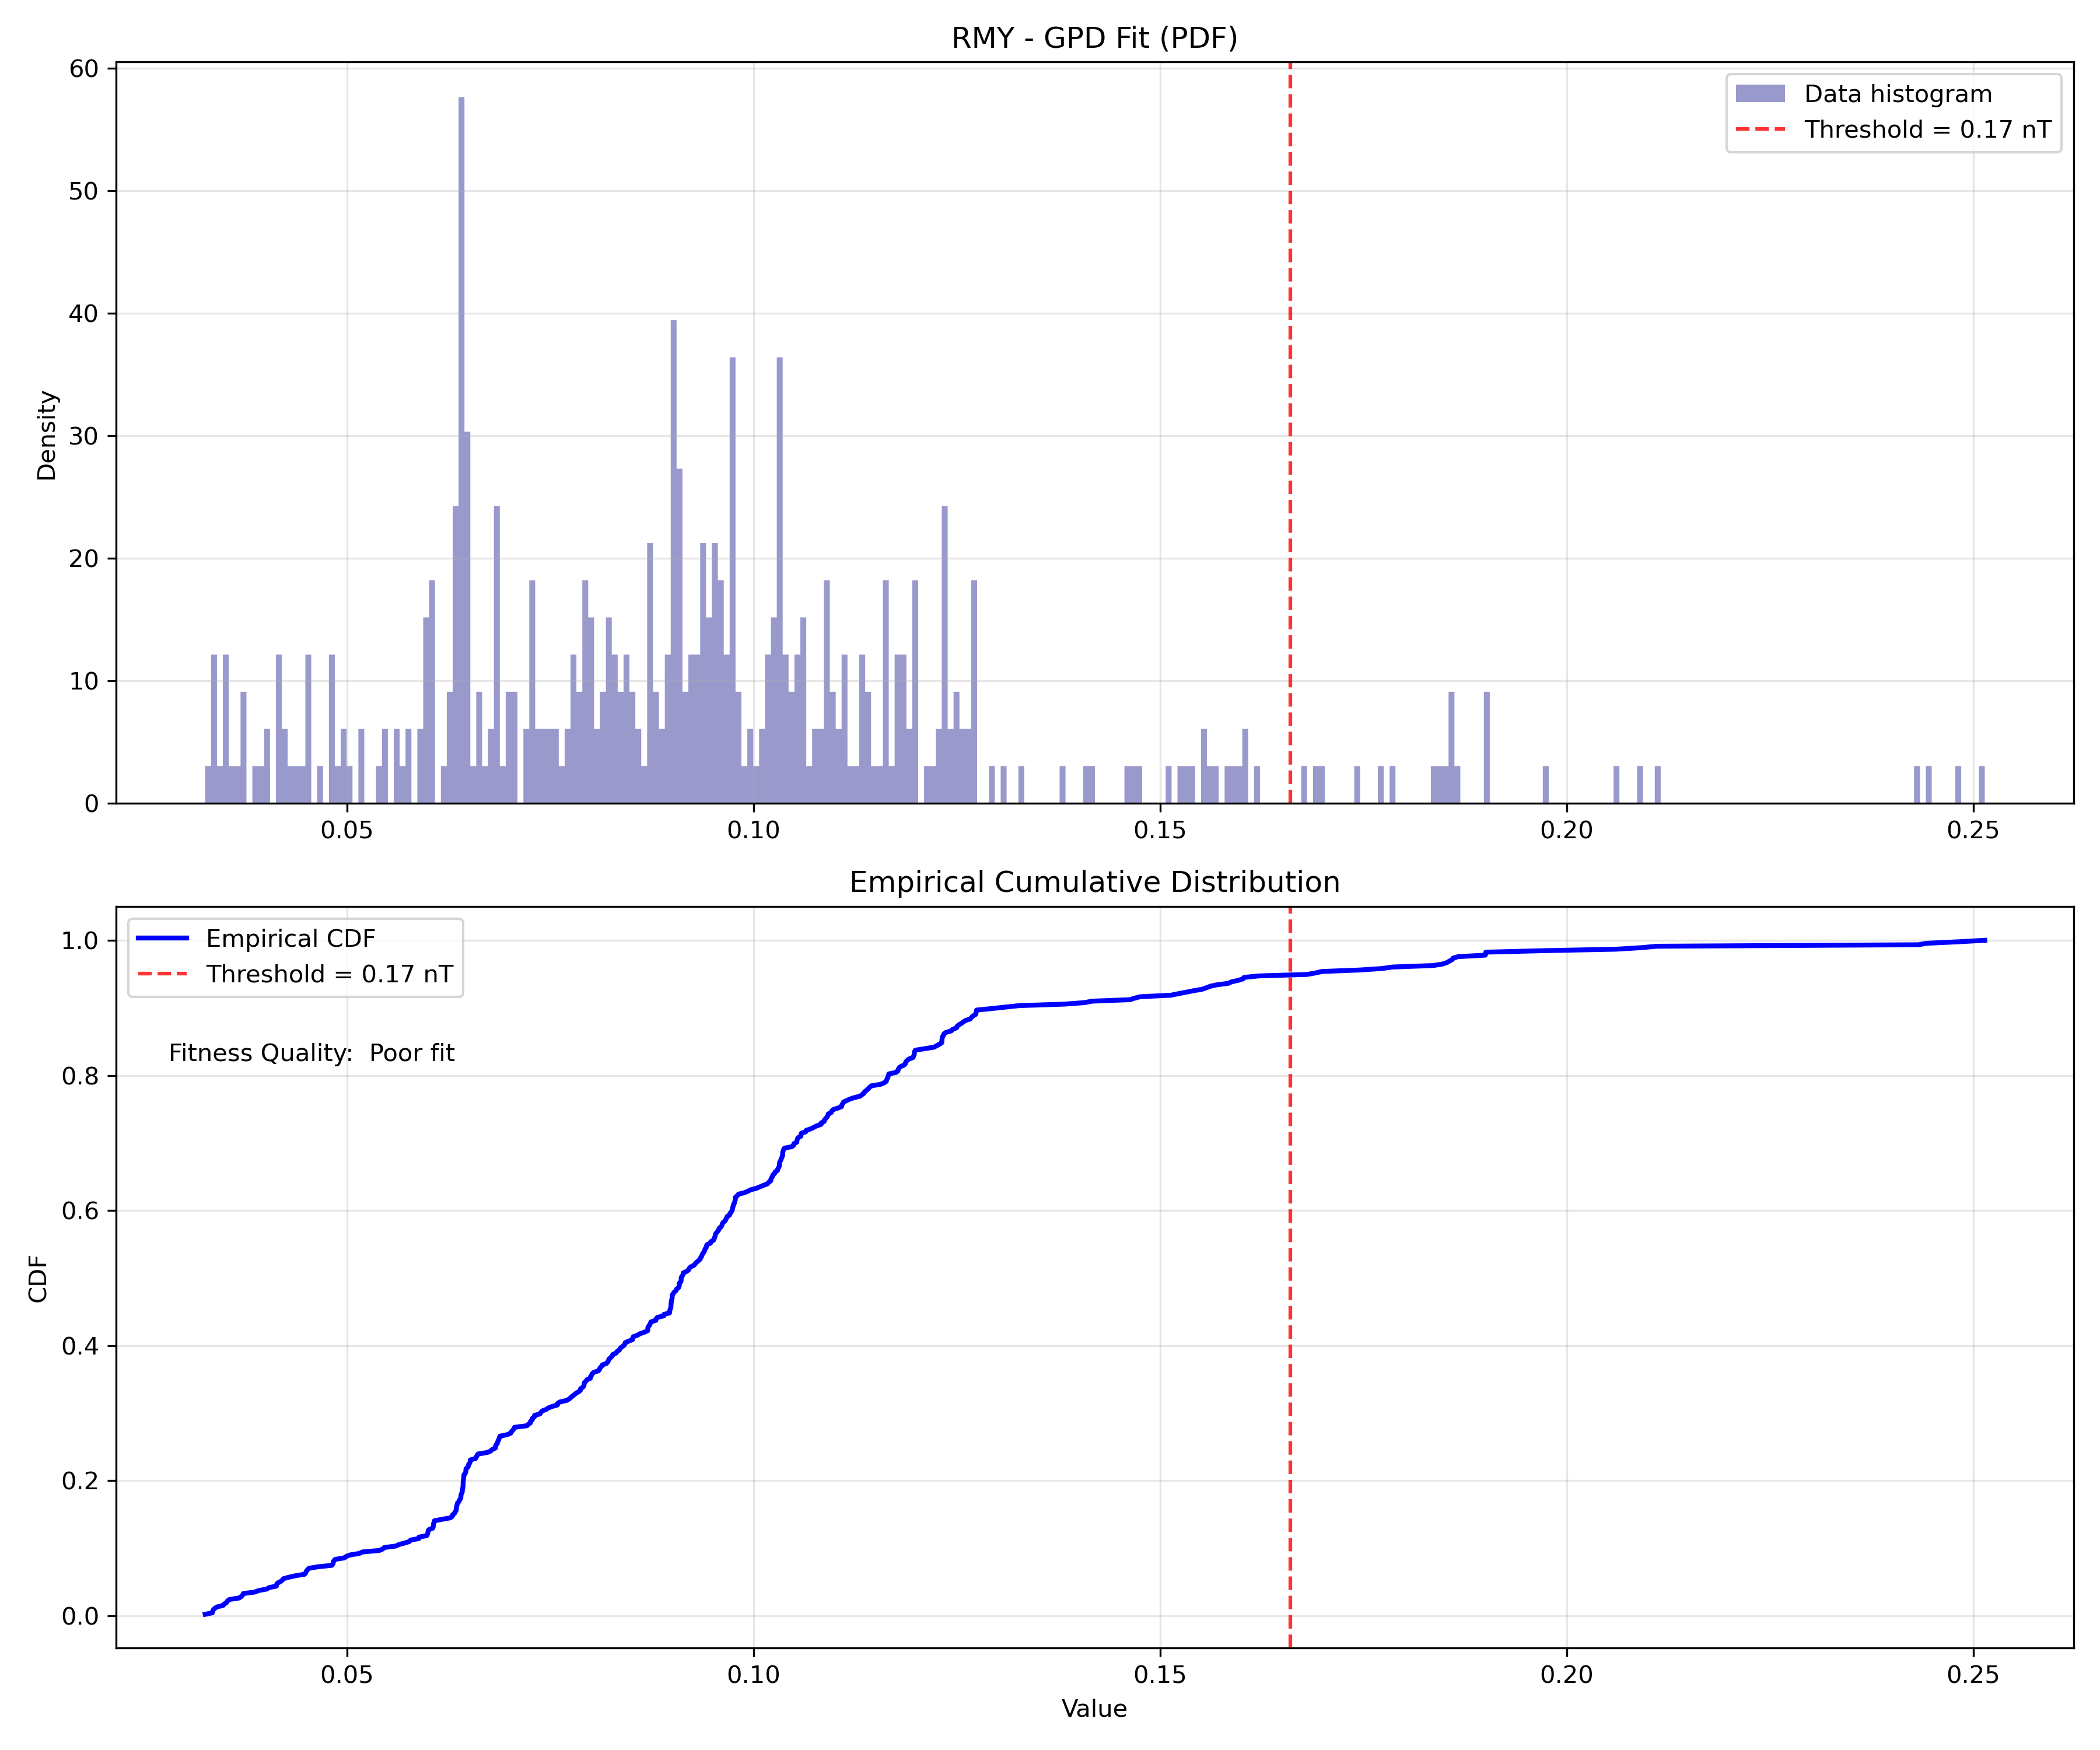 RMY - GPD Fit (PDF)
60
50
40
30
20
10
0
Density
Data histogram
Threshold = 0.17 nT
0.05 0.10 0.15 0.20 0.25
Empirical Cumulative Distribution
1.0
0.8
0.6
0.4
0.2
0.0
CDF
Empirical CDF
Threshold = 0.17 nT
Fitness Quality: Poor fit
0.05 0.10 0.15 0.20 0.25
Value